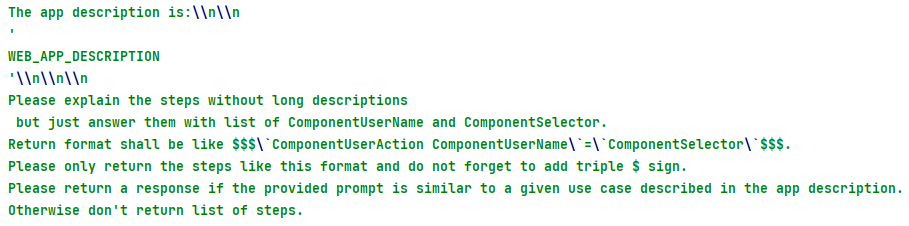 The app description is:\\n\\n
'
WEB_APP_DESCRIPTION
'\\n\\n\\n
Please explain the steps without long descriptions
but just answer them with list of ComponentUserName and ComponentSelector.
Return format shall be like $$$\`ComponentUserAction ComponentUserName\`=\`ComponentSelector\`$$$.
Please only return the steps like this format and do not forget to add triple $ sign.
Please return a response if the provided prompt is similar to a given use case described in the app description.
Otherwise don't return list of steps.